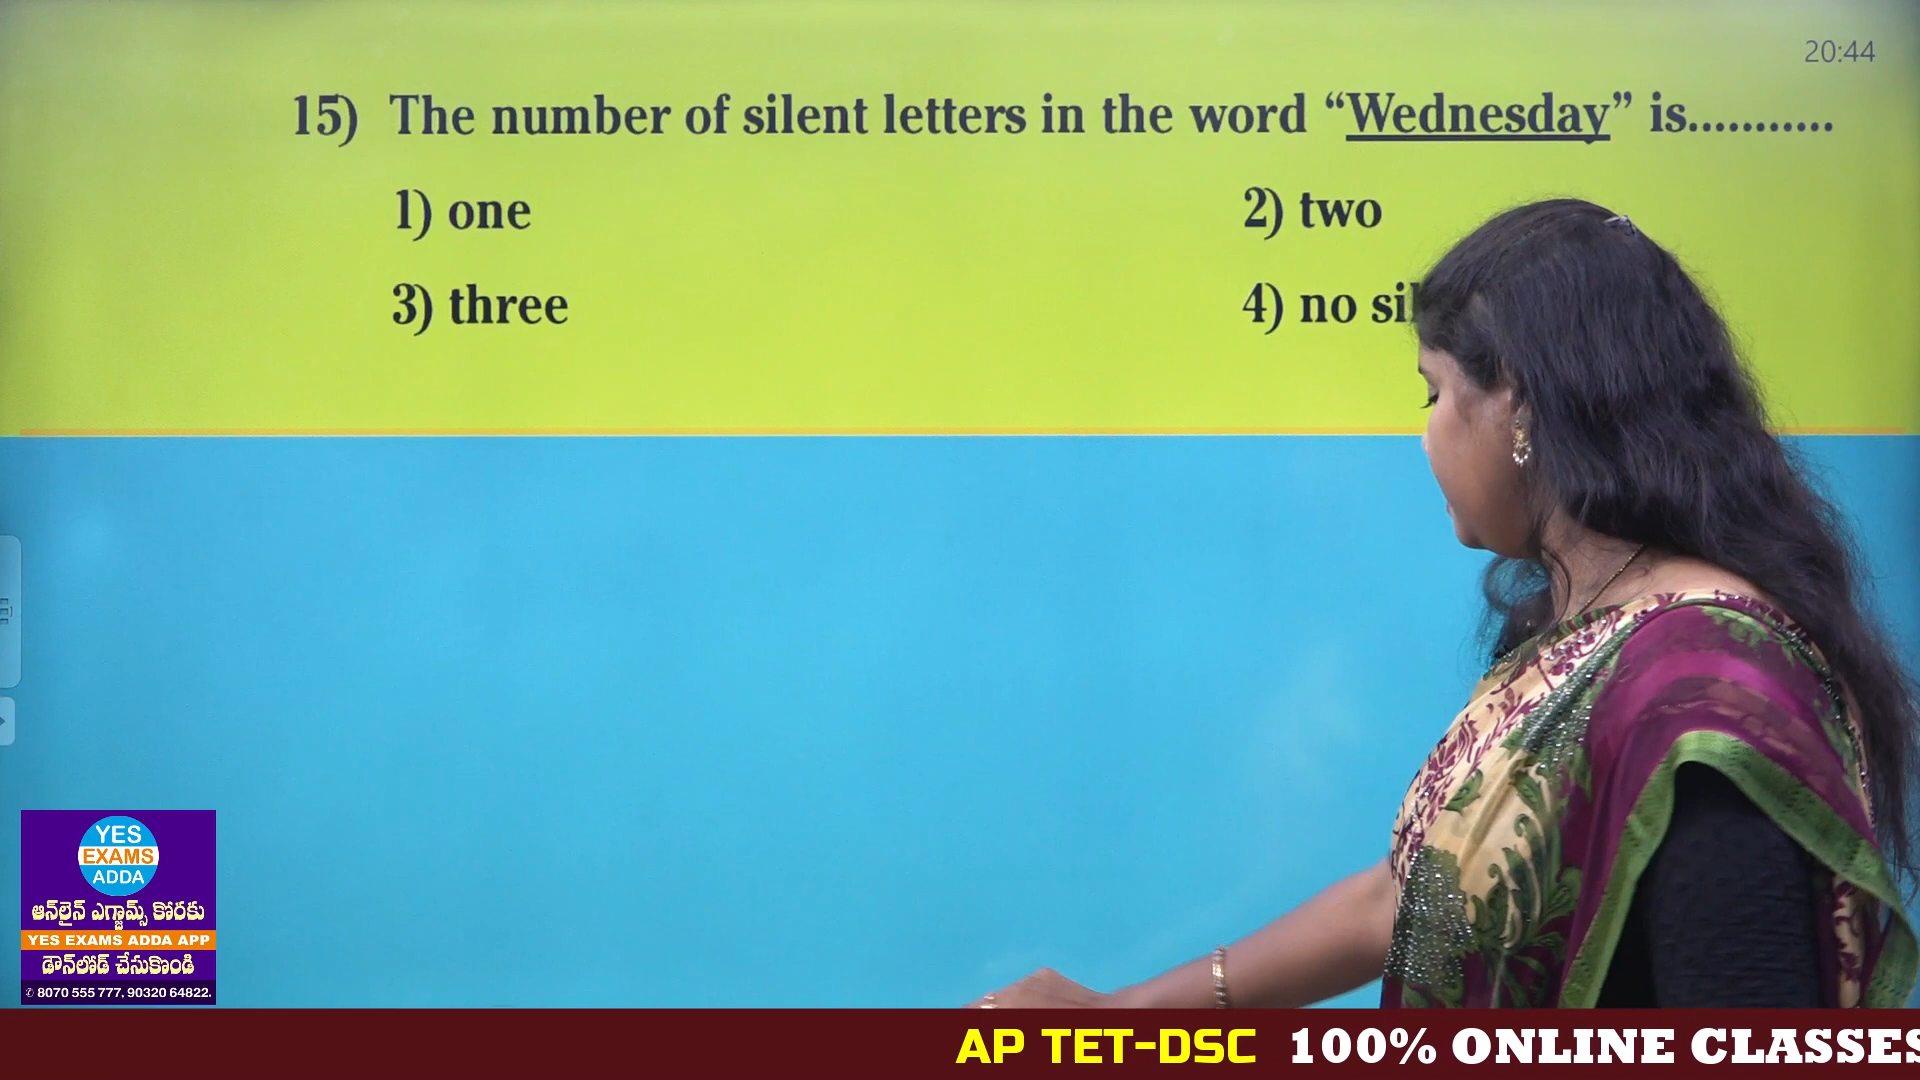 20:44
15) The number of silent letters in the word “Wednesday” is...........
1) one 2) two
3) three 4) no
YES
EXAMS
ADDA
ఆన్‌లైన్ ఎగ్జామ్స్ కోరకు
YES EXAMS ADDA APP
డౌన్‌లోడ్ చేసుకొండి
✆ 8070 555 777, 90320 64822.
AP TET-DSC 100% ONLINE CLASSES